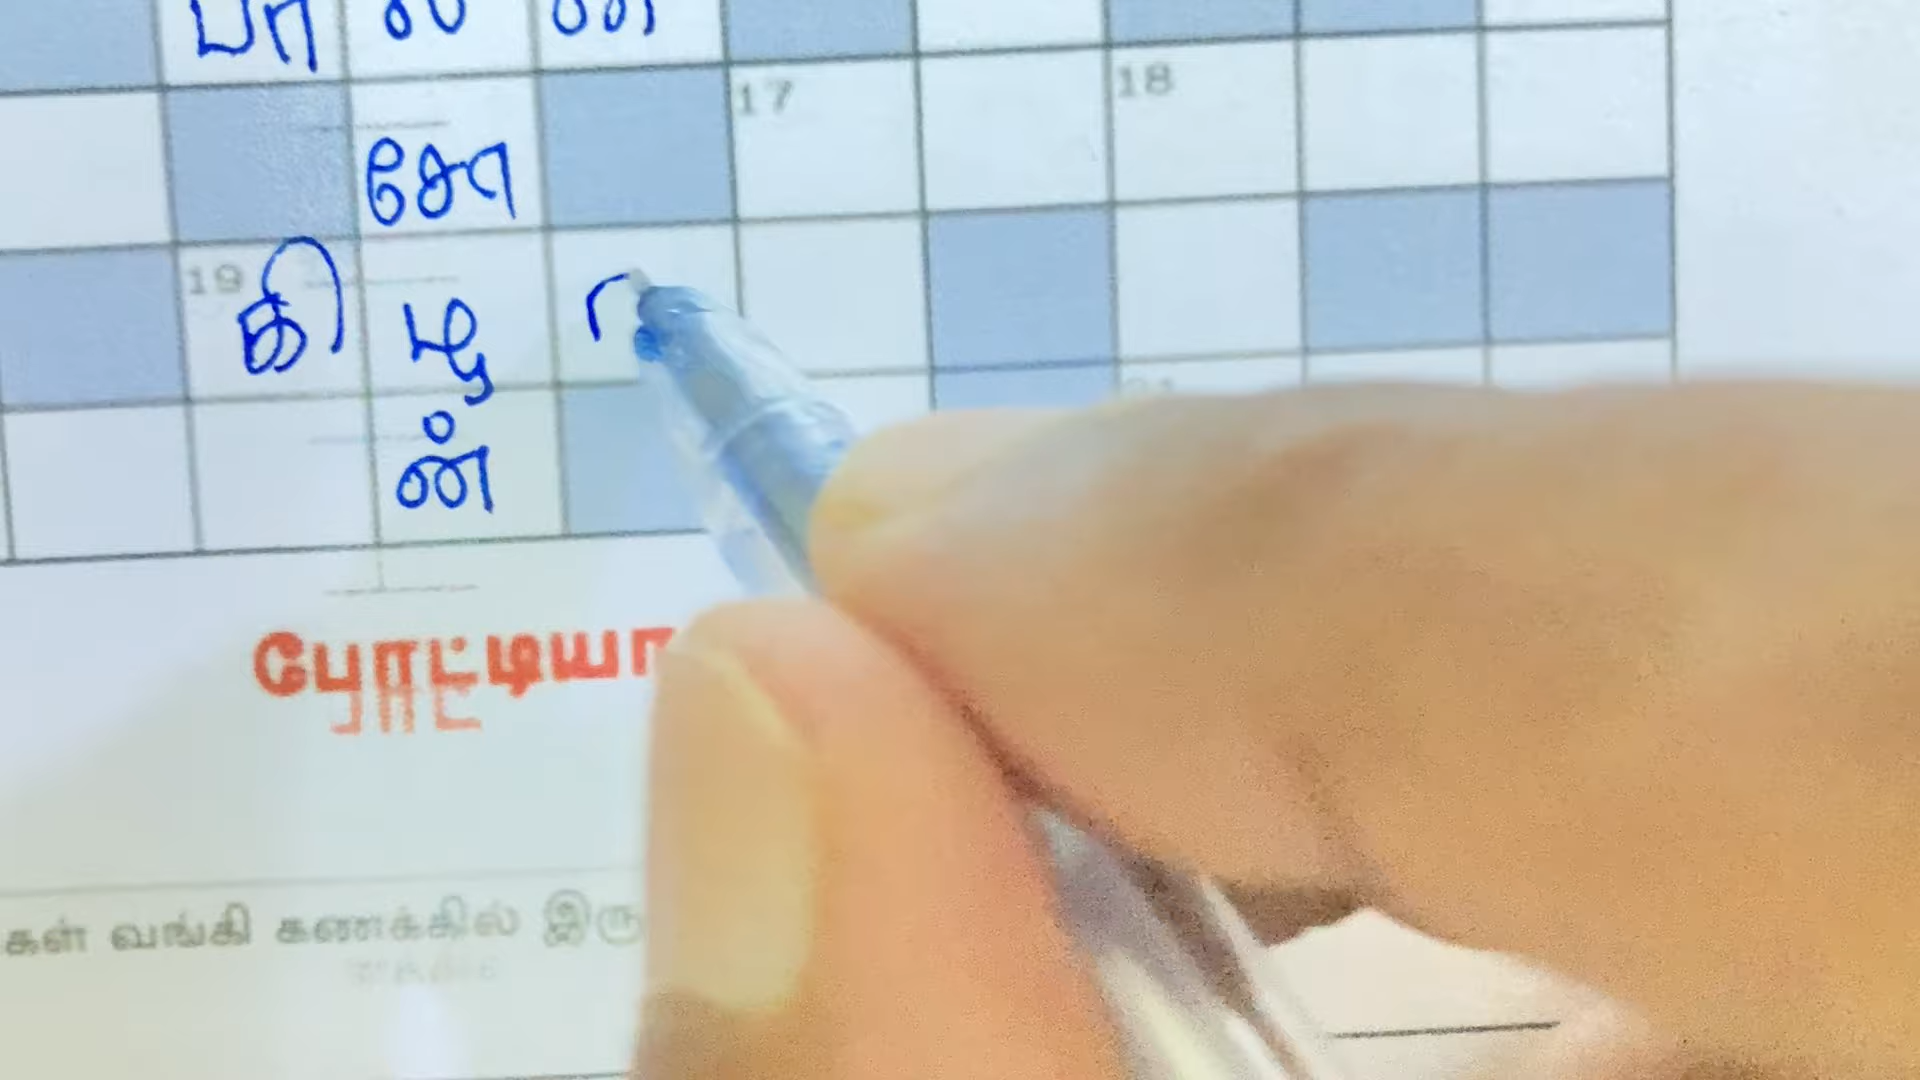 பா ல ன
17 18
சோ
19 கி ழ
ன்
போட்டியா
கள் வங்கி கணக்கில் இரு